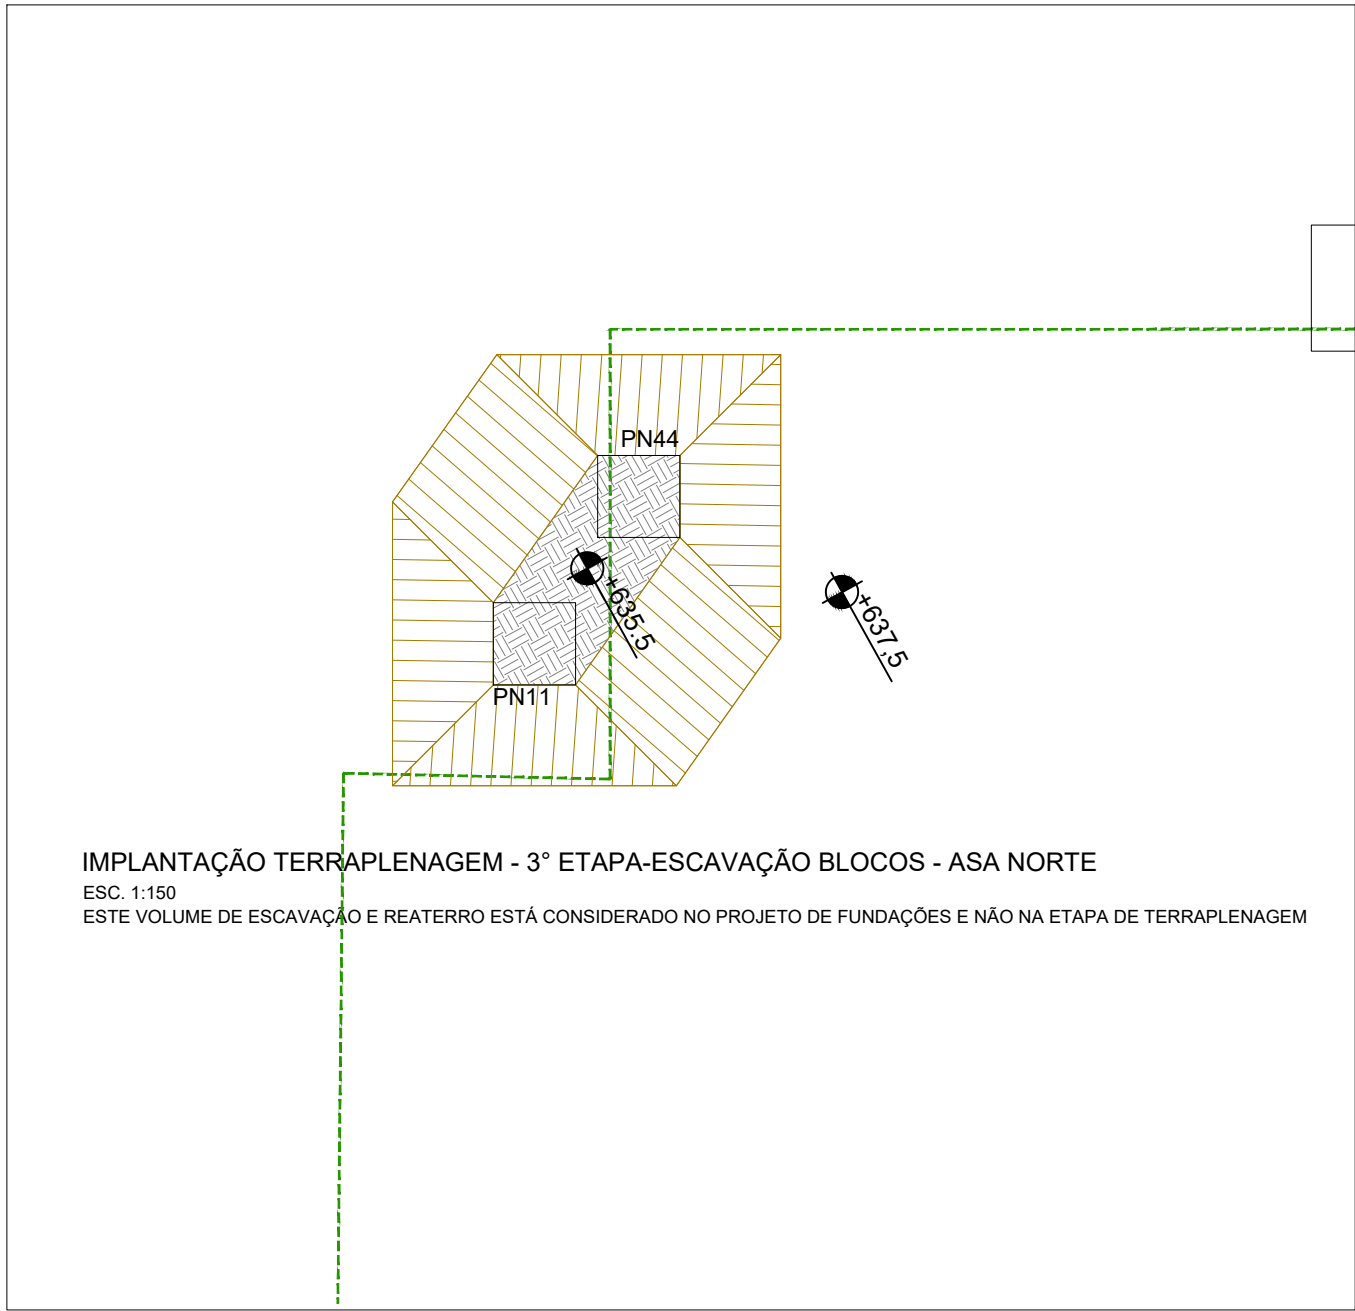 PN44
+635.5
+637,5
PN11
IMPLANTAÇÃO TERRAPLENAGEM - 3° ETAPA-ESCAVAÇÃO BLOCOS - ASA NORTE
ESC. 1:150
ESTE VOLUME DE ESCAVAÇÃO E REATERRO ESTÁ CONSIDERADO NO PROJETO DE FUNDAÇÕES E NÃO NA ETAPA DE TERRAPLENAGEM